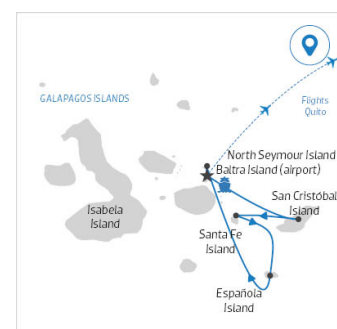 GALAPAGOS ISLANDS
Flights
Quito
North Seymour Island
Baltra Island (airport)
San Cristóbal
Island
Isabela
Island
Santa Fe
Island
Española
Island